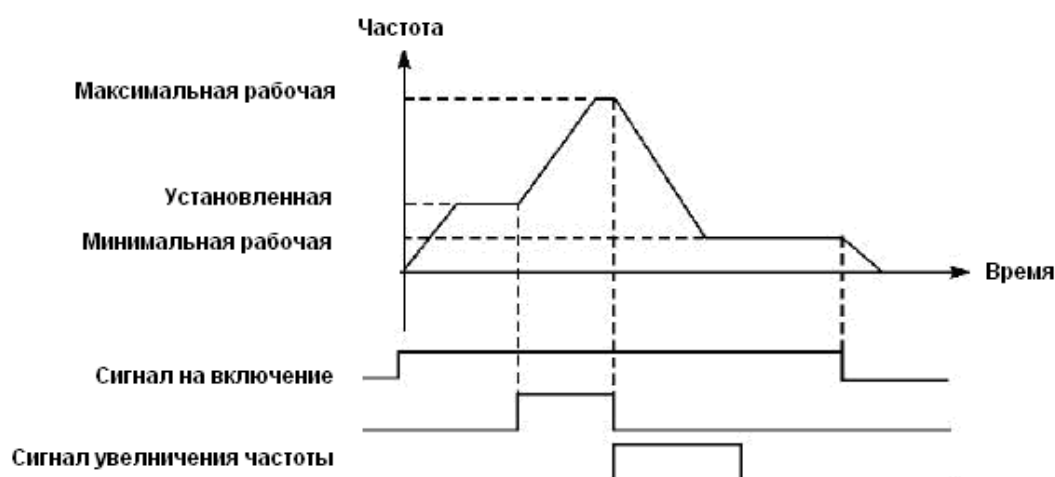 Частота
Максимальная рабочая
Установленная
Минимальная рабочая
Время
Сигнал на включение
Сигнал увелничения частоты